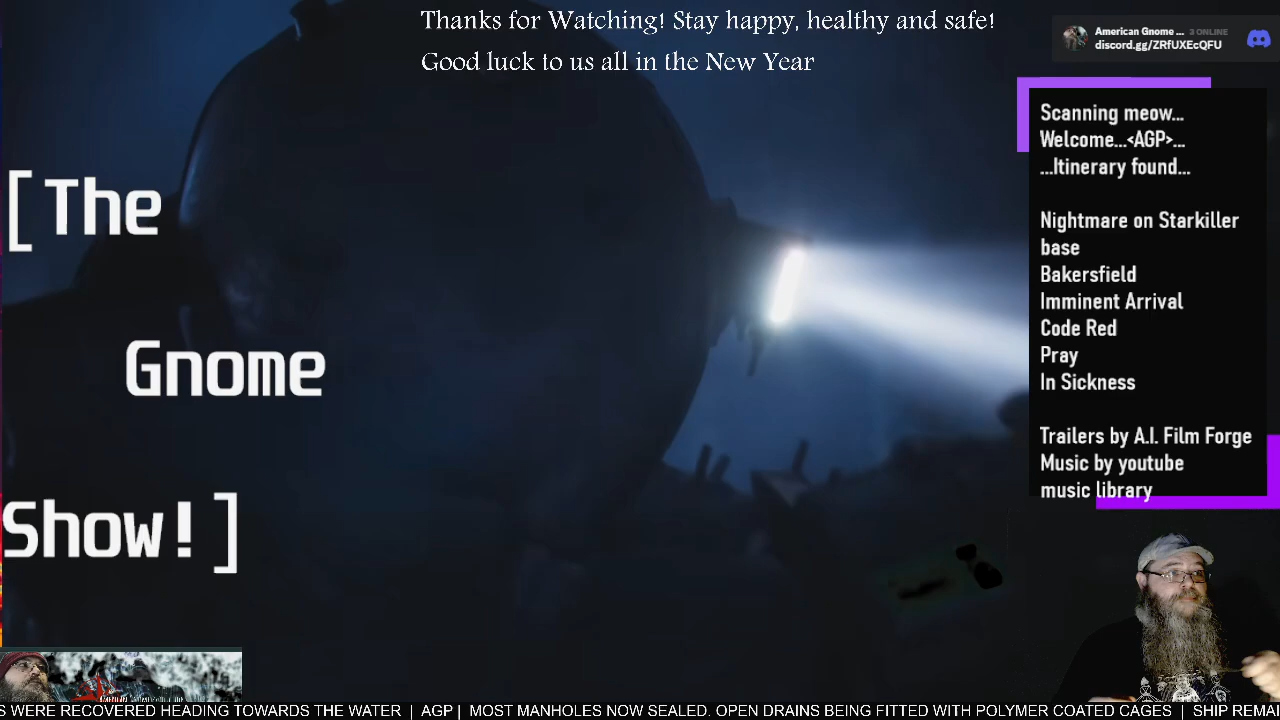 Thanks for Watching! Stay happy, healthy and safe!
Good luck to us all in the New Year
American Gnome ... 3 ONLINE
discord.gg/ZRfUXEcQFU
[The
Gnome
Show!]
Scanning meow...
Welcome...<AGP>...
...Itinerary found...
Nightmare on Starkiller
base
Bakersfield
Imminent Arrival
Code Red
Pray
In Sickness
Trailers by A.I. Film Forge
Music by youtube
music library
S WERE RECOVERED HEADING TOWARDS THE WATER | AGP | MOST MANHOLES NOW SEALED. OPEN DRAINS BEING FITTED WITH POLYMER COATED CAGES | SHIP REMAI